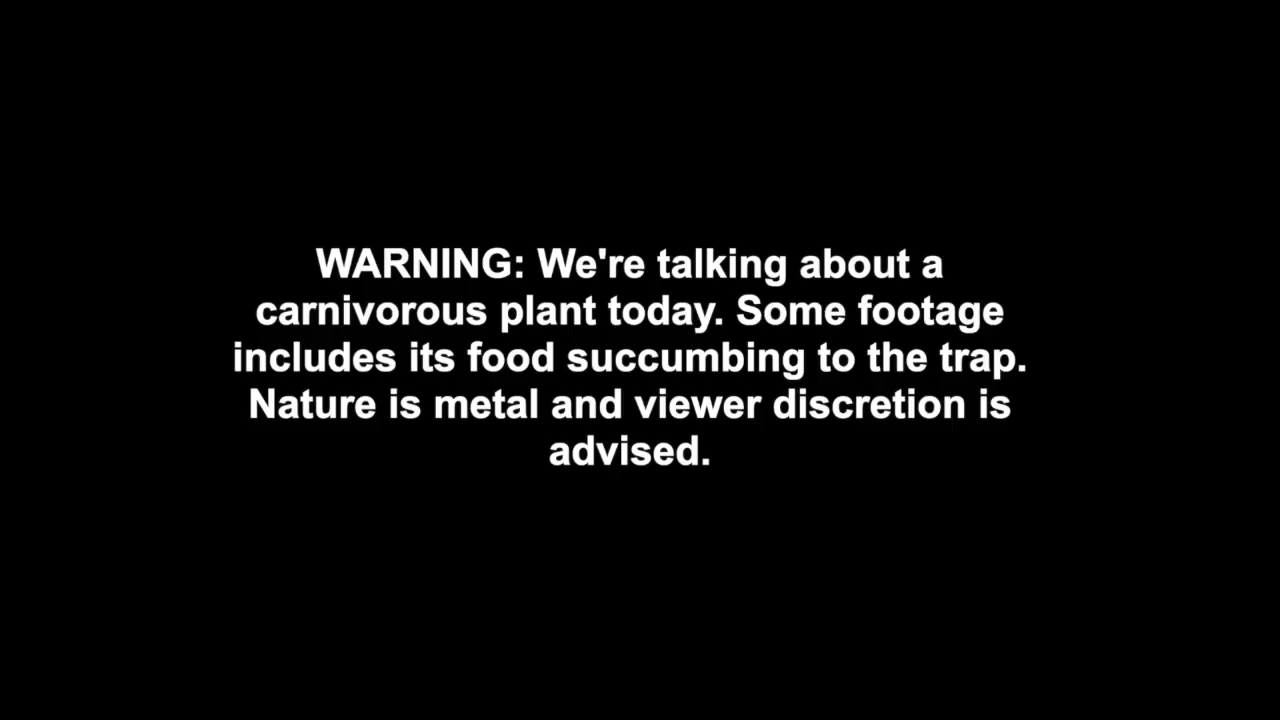 WARNING: We're talking about a
carnivorous plant today. Some footage
includes its food succumbing to the trap.
Nature is metal and viewer discretion is
advised.